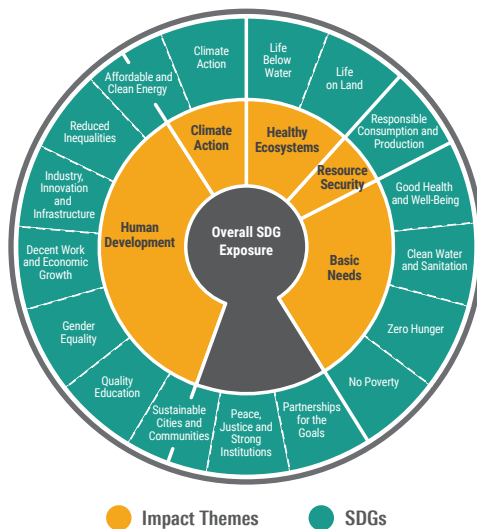 Climate
Action
Life
Below
Water
Life
on Land
Responsible
Consumption and
Production
Good Health
and Well-Being
Clean Water
and Sanitation
Zero Hunger
No Poverty
Partnerships
for the
Goals
Peace,
Justice and
Strong
Institutions
Sustainable
Cities and
Communities
Quality
Education
Gender
Equality
Decent Work
and Economic
Growth
Industry,
Innovation
and
Infrastructure
Reduced
Inequalities
Affordable and
Clean Energy
Climate
Action
Healthy
Ecosystems
Resource
Security
Basic
Needs
Human
Development
Overall SDG
Exposure
Impact Themes
SDGs